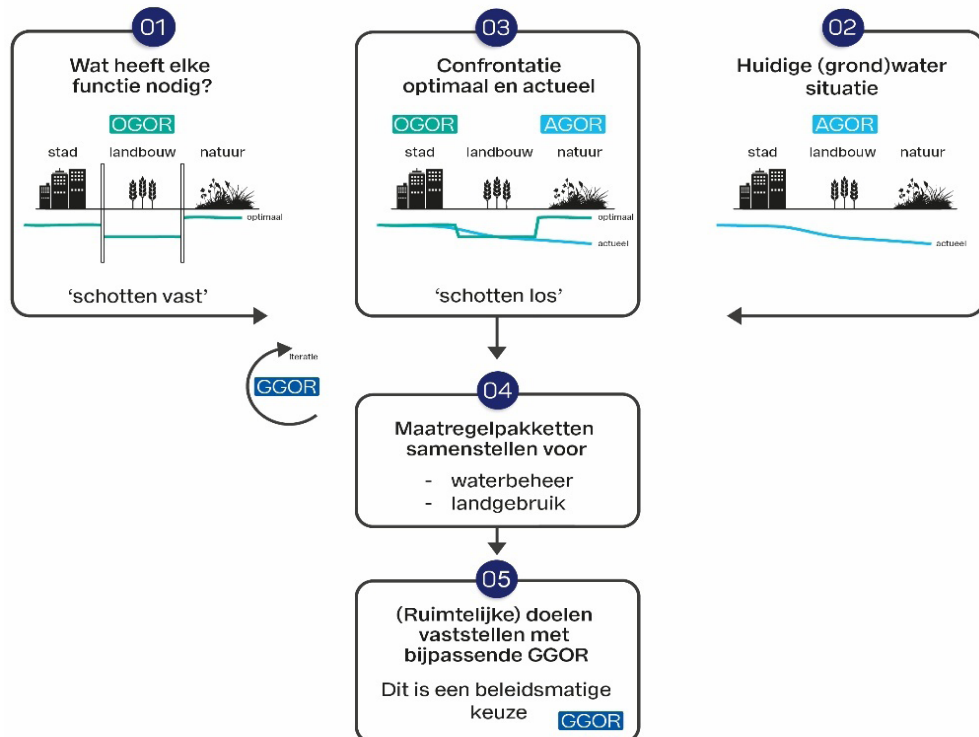 01
Wat heeft elke
functie nodig?
OGOR
stad landbouw natuur
optimaal
'schotten vast'
03
Confrontatie
optimaal en actueel
OGOR AGOR
stad landbouw natuur
optimaal
actueel
'schotten los'
02
Huidige (grond)water
situatie
AGOR
stad landbouw natuur
actueel
iteratie
GGOR
04
Maatregelpakketten
samenstellen voor
- waterbeheer
- landgebruik
05
(Ruimtelijke) doelen
vaststellen met
bijpassende GGOR
Dit is een beleidsmatige
keuze
GGOR